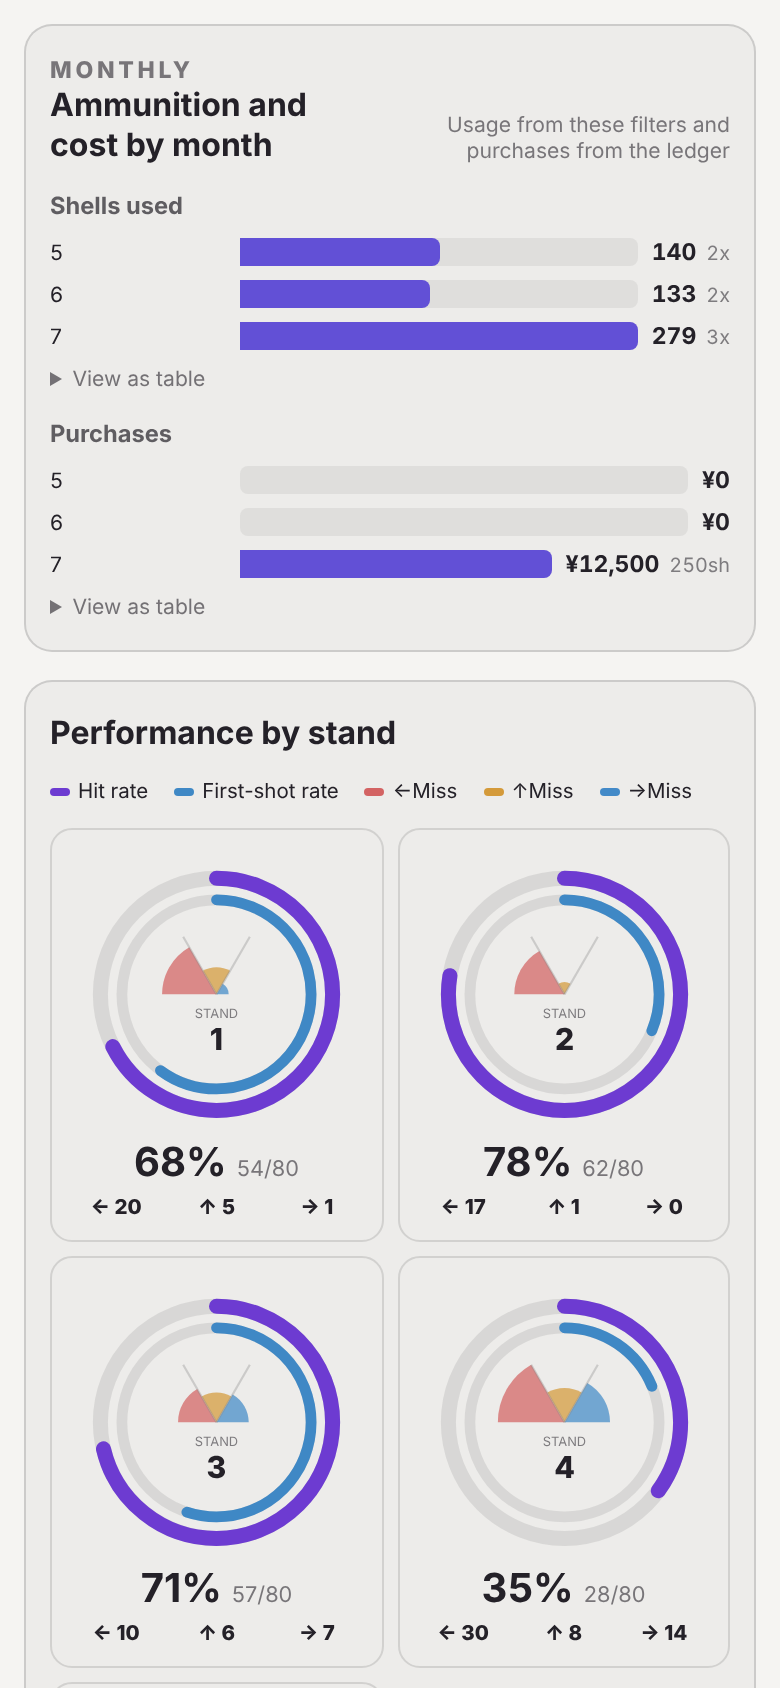 MONTHLY
Ammunition and
cost by month
Usage from these filters and
purchases from the ledger
Shells used
5 140 2x
6 133 2x
7 279 3x
▶ View as table
Purchases
5 ¥0
6 ¥0
7 ¥12,500 250sh
▶ View as table
Performance by stand
Hit rate First-shot rate ←Miss ↑Miss →Miss
STAND
1
68% 54/80
← 20 ↑ 5 → 1
STAND
2
78% 62/80
← 17 ↑ 1 → 0
STAND
3
71% 57/80
← 10 ↑ 6 → 7
STAND
4
35% 28/80
← 30 ↑ 8 → 14